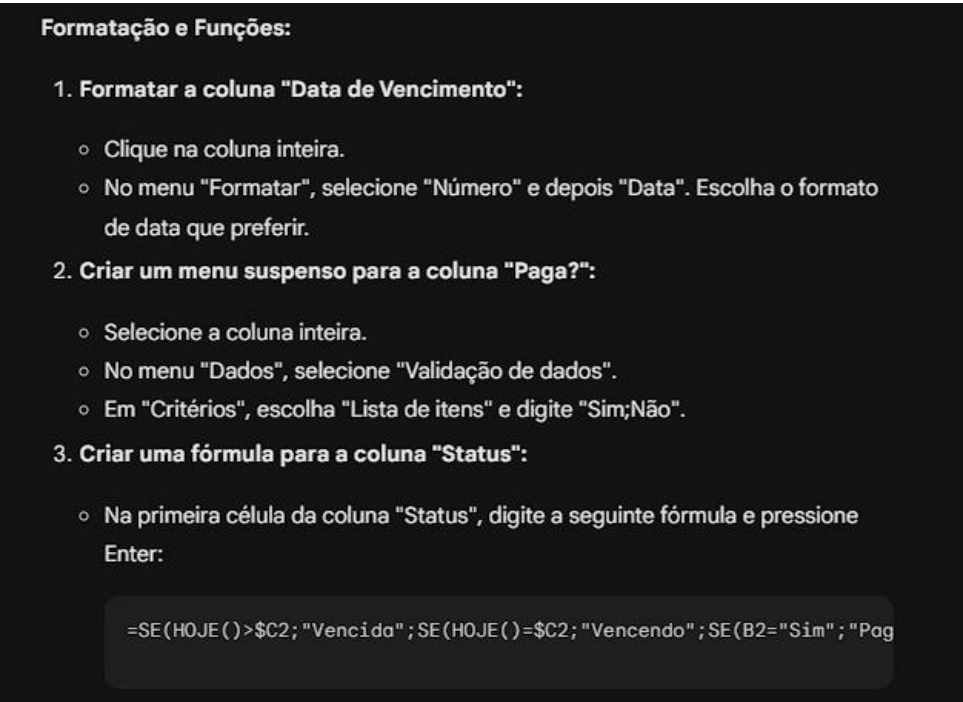 Formatação e Funções:
1. Formatar a coluna "Data de Vencimento":
○ Clique na coluna inteira.
○ No menu "Formatar", selecione "Número" e depois "Data". Escolha o formato
de data que preferir.
2. Criar um menu suspenso para a coluna "Paga?":
○ Selecione a coluna inteira.
○ No menu "Dados", selecione "Validação de dados".
○ Em "Critérios", escolha "Lista de itens" e digite "Sim;Não".
3. Criar uma fórmula para a coluna "Status":
○ Na primeira célula da coluna "Status", digite a seguinte fórmula e pressione
Enter:
=SE(HOJE()>$C2;"Vencida";SE(HOJE()=$C2;"Vencendo";SE(B2="Sim";"Pag